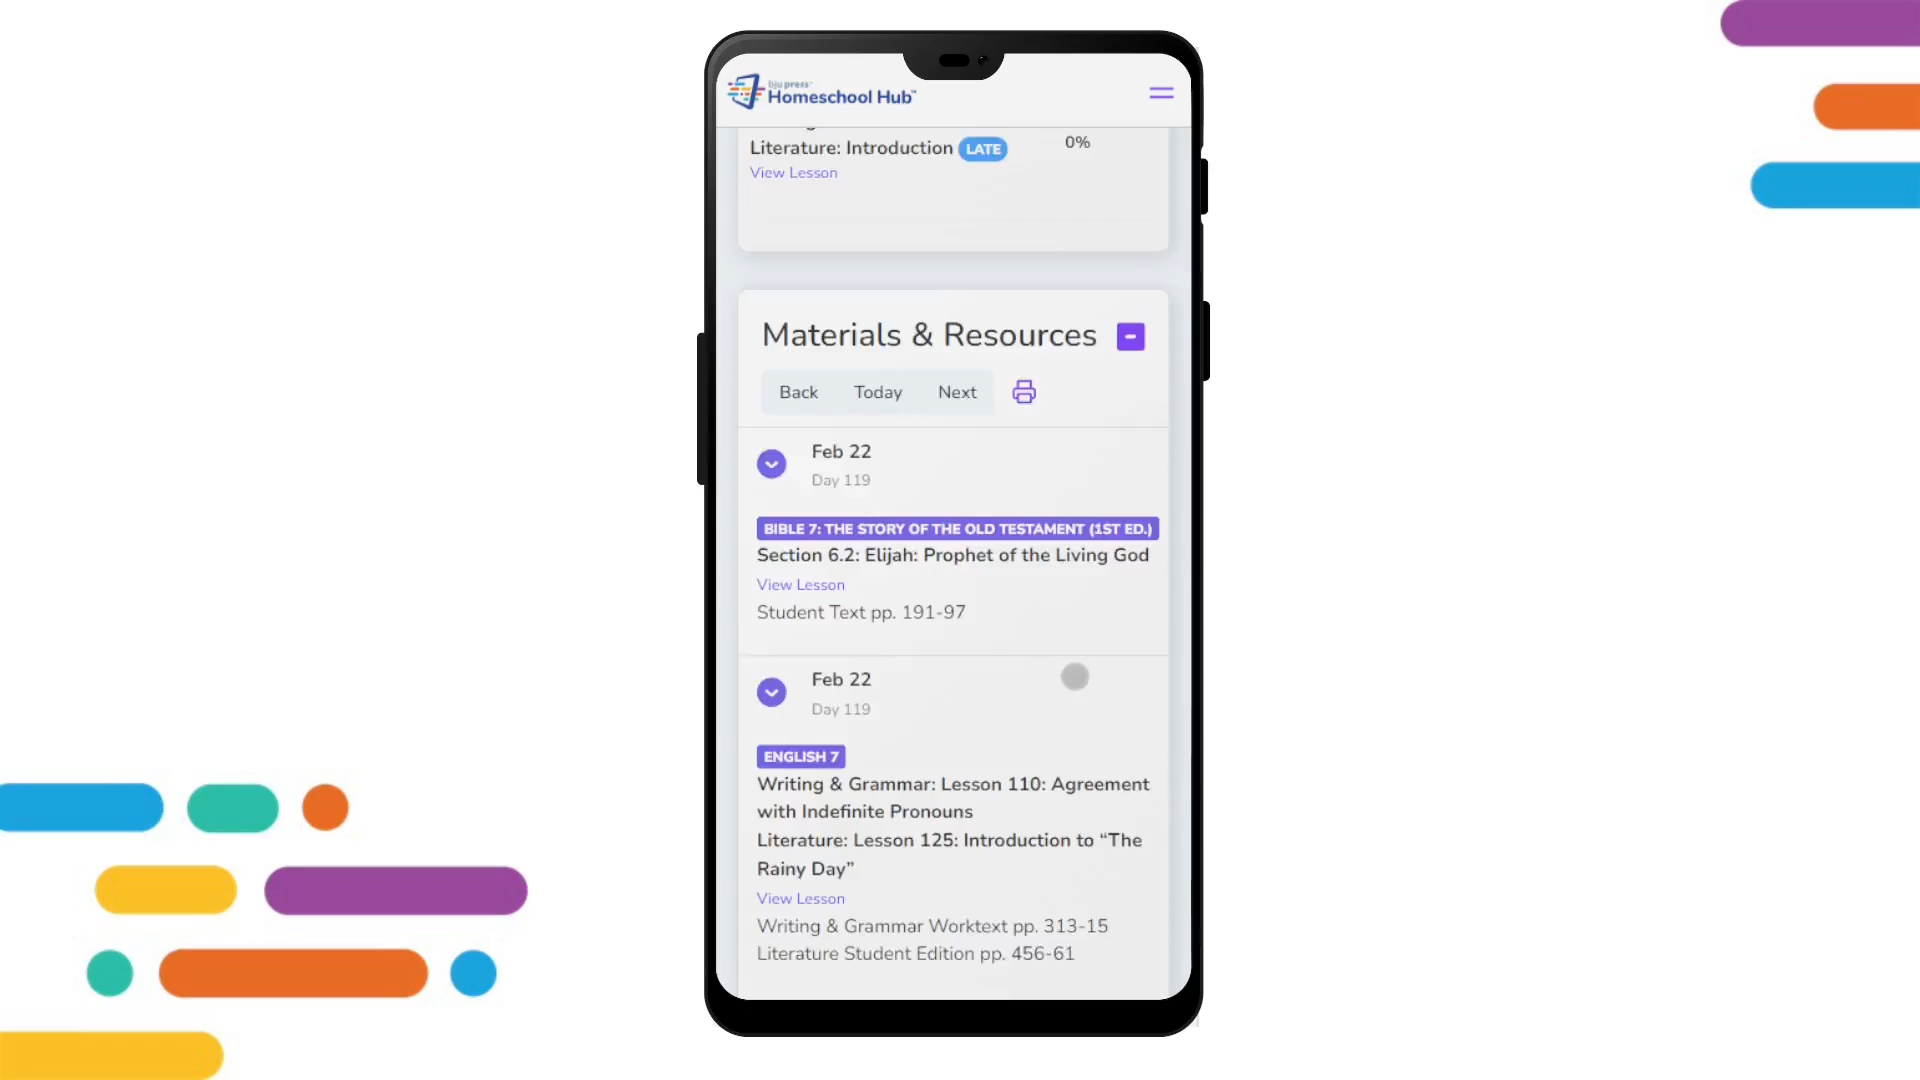 bju press
Homeschool Hub™
Literature: Introduction LATE
0%
View Lesson
Materials & Resources
Back Today Next
Feb 22
Day 119
BIBLE 7: THE STORY OF THE OLD TESTAMENT (1ST ED.)
Section 6.2: Elijah: Prophet of the Living God
View Lesson
Student Text pp. 191-97
Feb 22
Day 119
ENGLISH 7
Writing & Grammar: Lesson 110: Agreement
with Indefinite Pronouns
Literature: Lesson 125: Introduction to “The
Rainy Day”
View Lesson
Writing & Grammar Worktext pp. 313-15
Literature Student Edition pp. 456-61